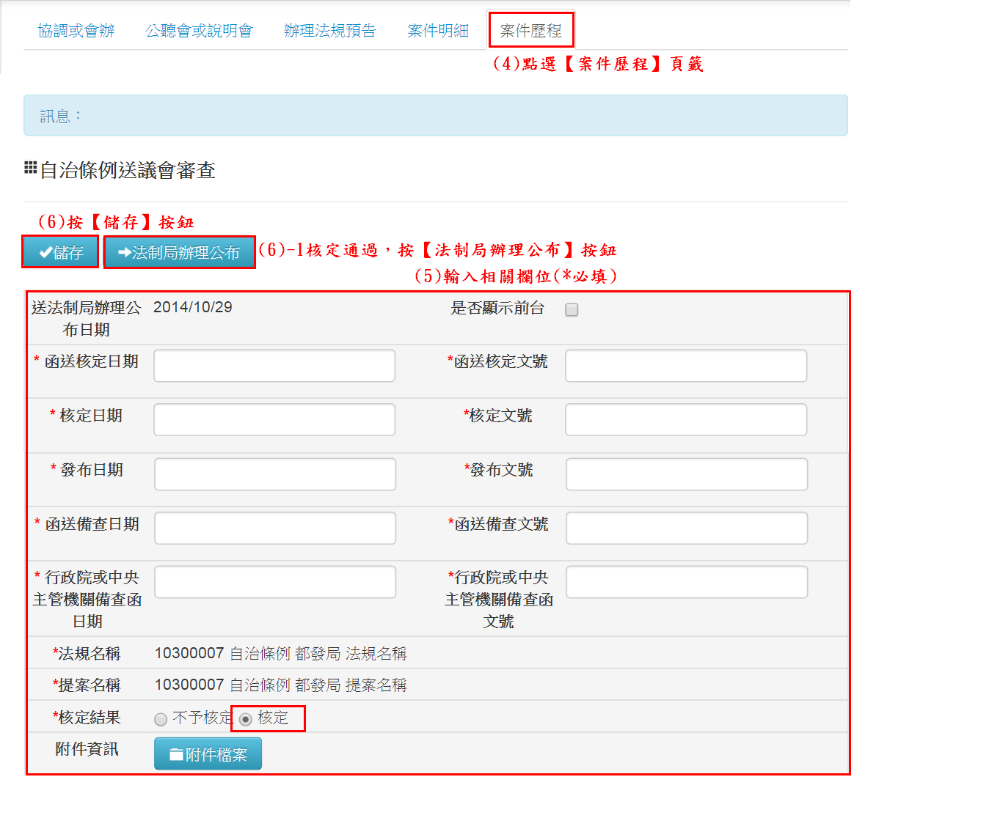 協調或會辦 公聽會或說明會 辦理法規預告 案件明細 案件歷程
(4)點選【案件歷程】頁籤
訊息：
自治條例送議會審查
(6)按【儲存】按鈕
儲存 法制局辦理公布 (6)-1核定通過，按【法制局辦理公布】按鈕
(5)輸入相關欄位(*必填)
送法制局辦理公 2014/10/29 是否顯示前台
布日期
* 函送核定日期 *函送核定文號
* 核定日期 *核定文號
* 發布日期 *發布文號
* 函送備查日期 *函送備查文號
* 行政院或中央 *行政院或中央
主管機關備查函 主管機關備查函
日期 文號
*法規名稱 10300007 自治條例 都發局 法規名稱
*提案名稱 10300007 自治條例 都發局 提案名稱
*核定結果 不予核定 核定
附件資訊 附件檔案